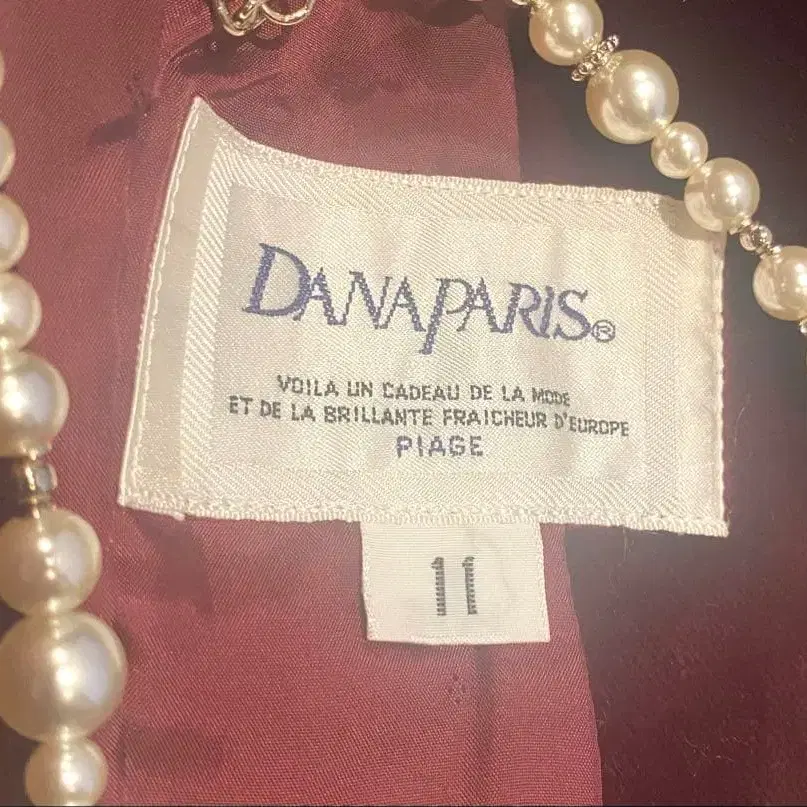 DANAPARIS®
VOILA UN CADEAU DE LA MODE
ET DE LA BRILLANTE FRAICHEUR D'EUROPE
PIAGE
11